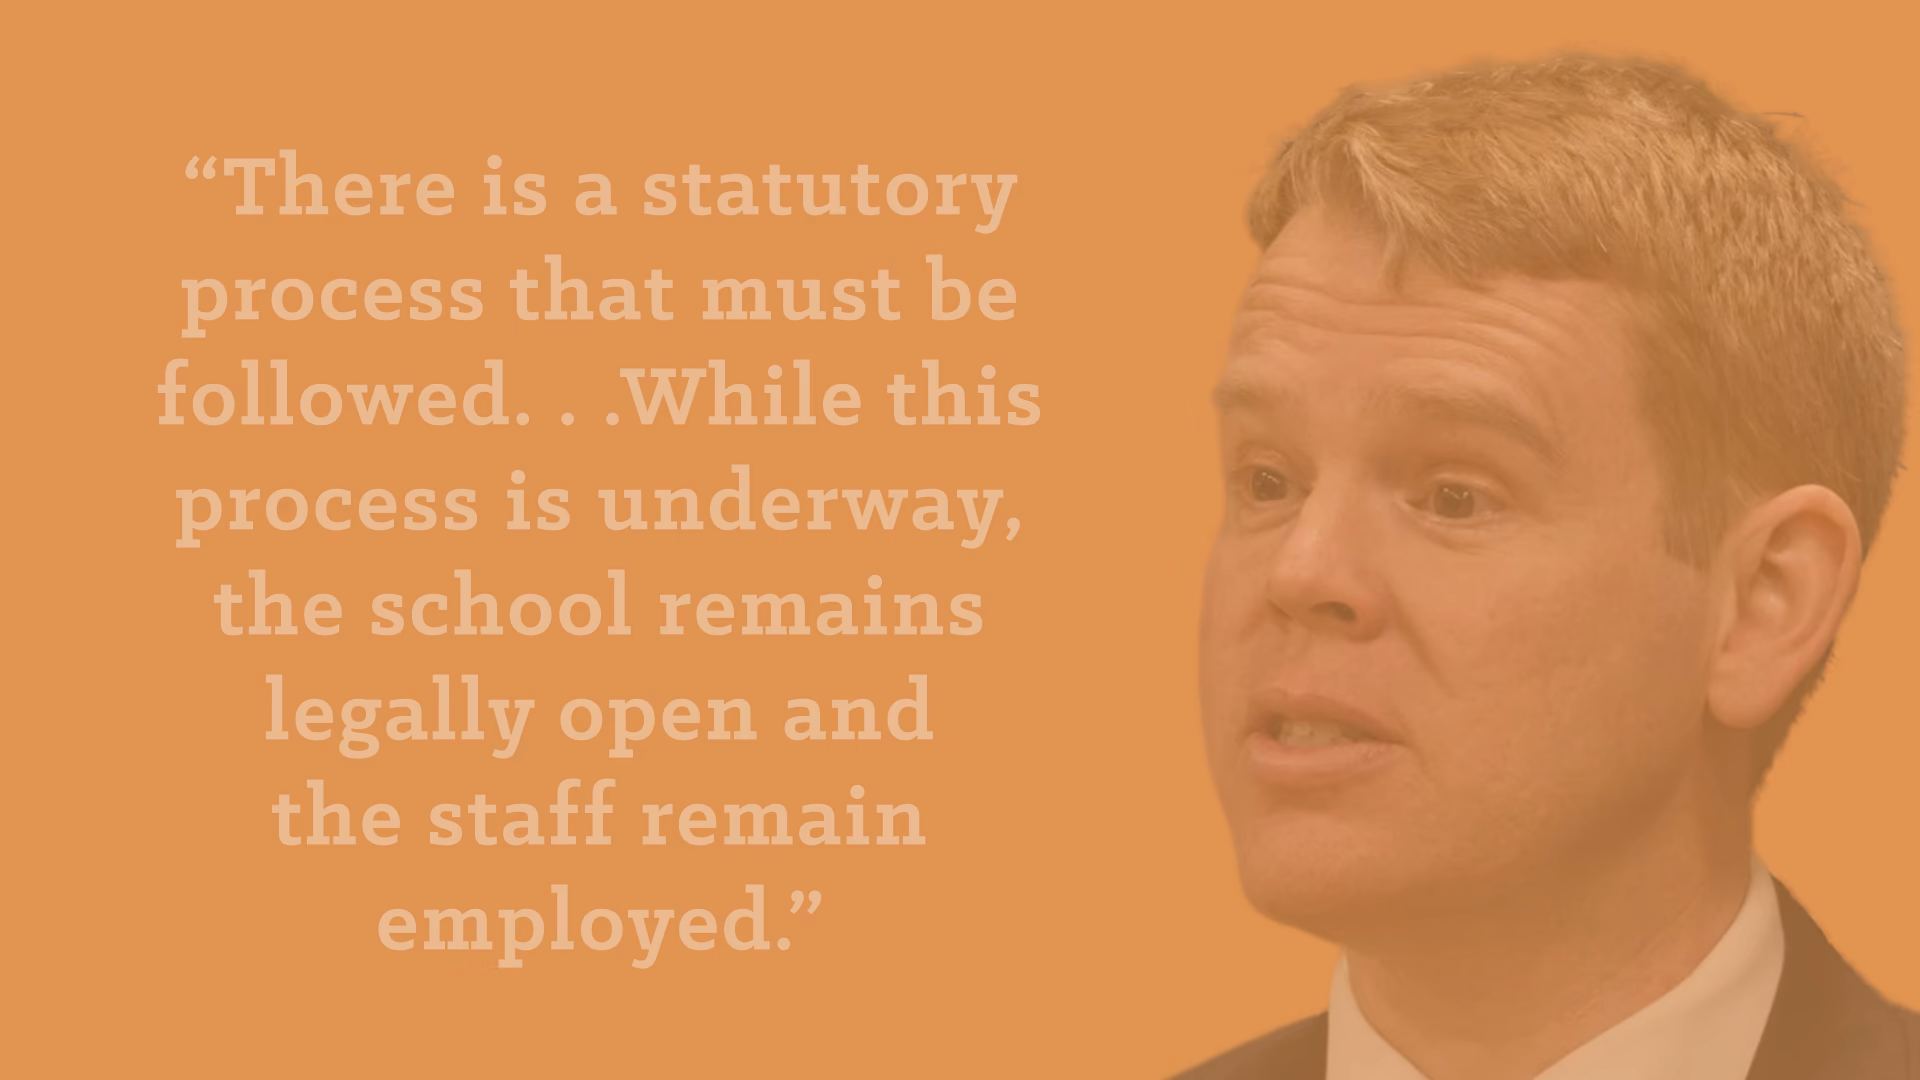 “There is a statutory
process that must be
followed. . .While this
process is underway,
the school remains
legally open and
the staff remain
employed.”